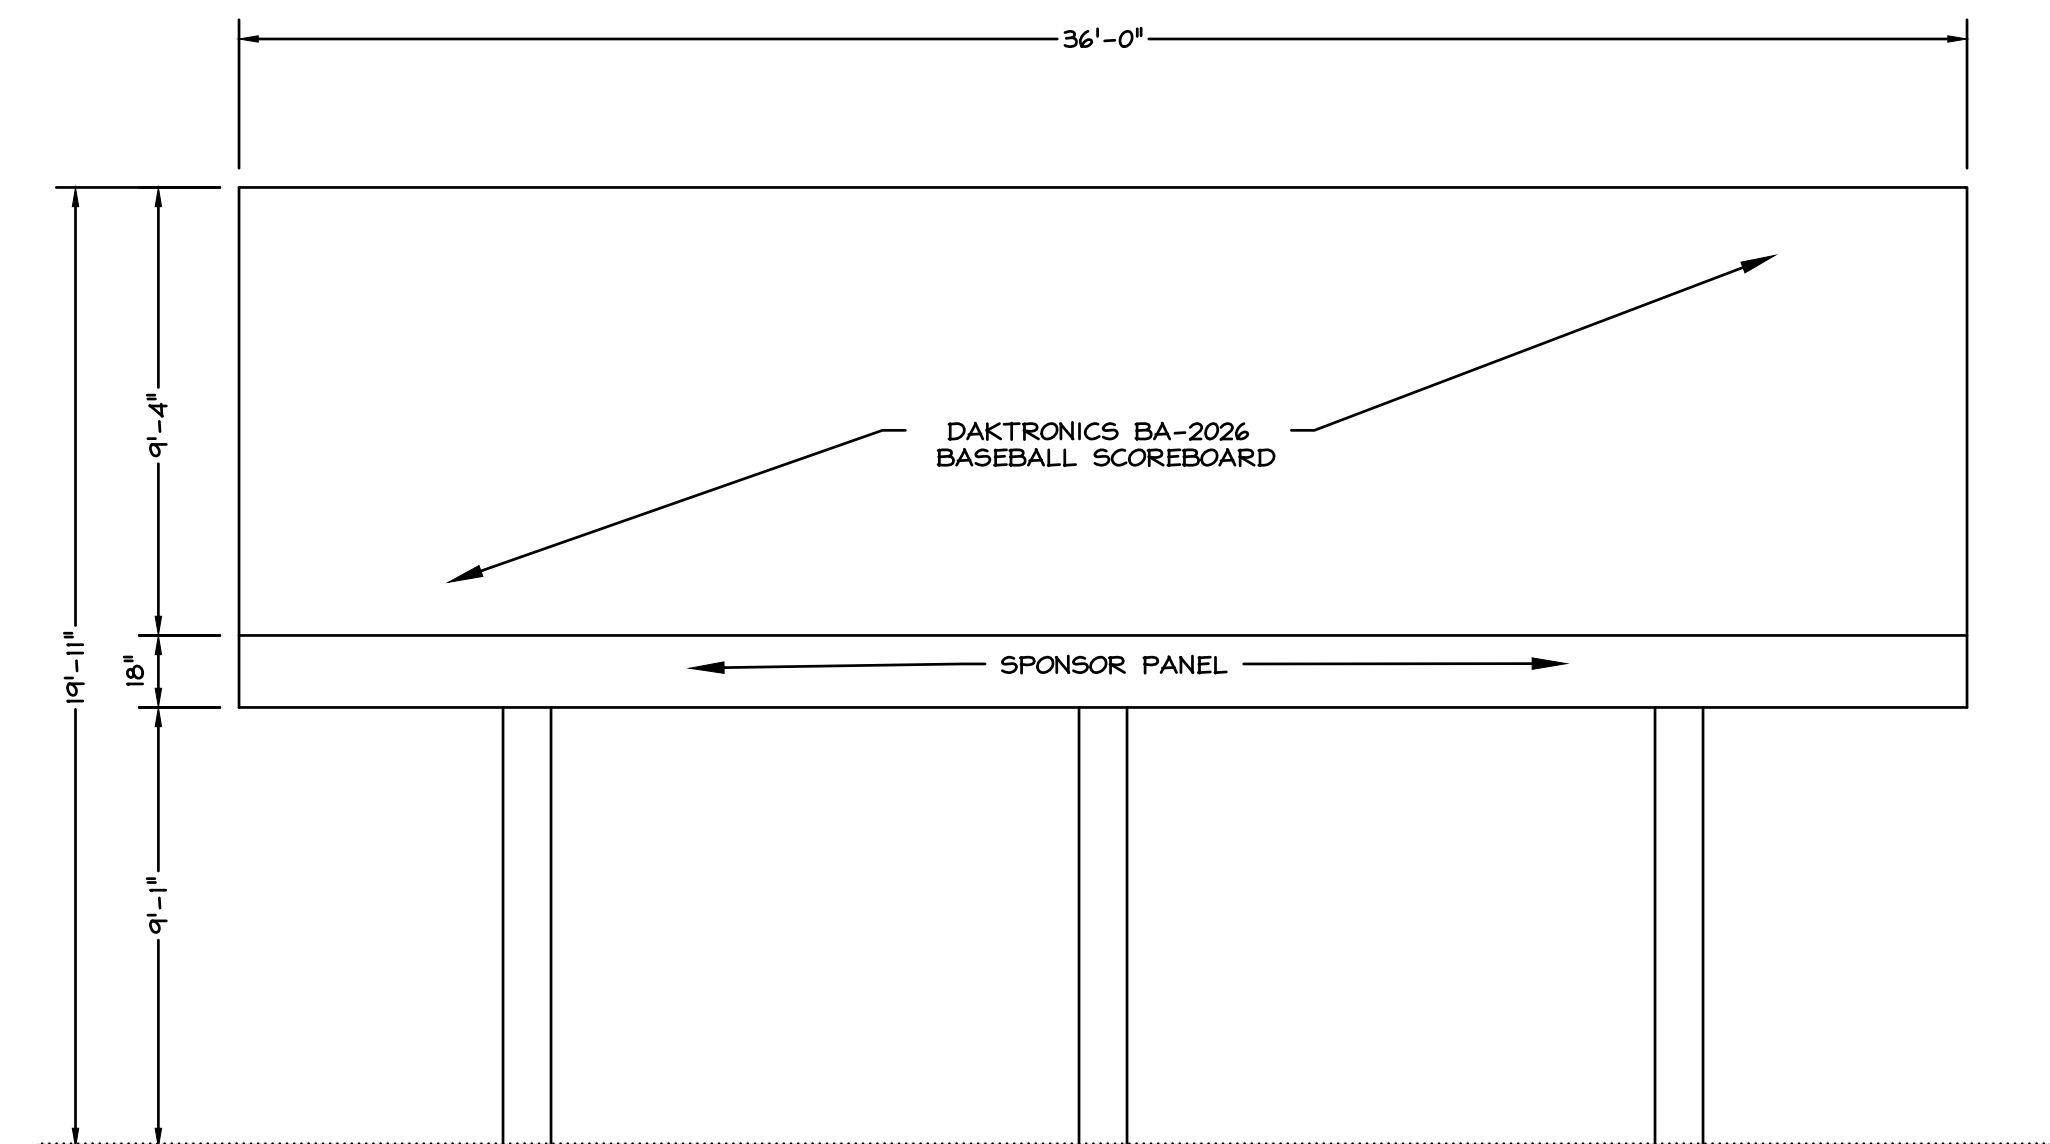 36'-0"
9'-4"
DAKTRONICS BA-2026
BASEBALL SCOREBOARD
19'-11"
18"
SPONSOR PANEL
9'-1"